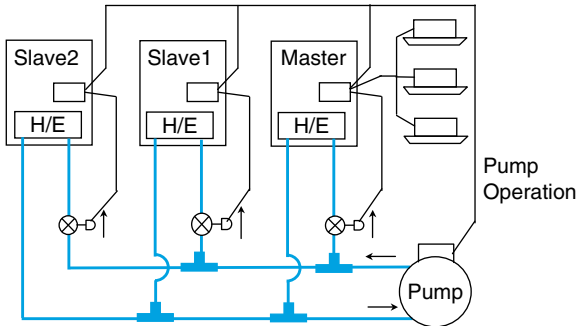 Slave2
Slave1
Master
H/E
H/E
H/E
Pump
Operation
Pump